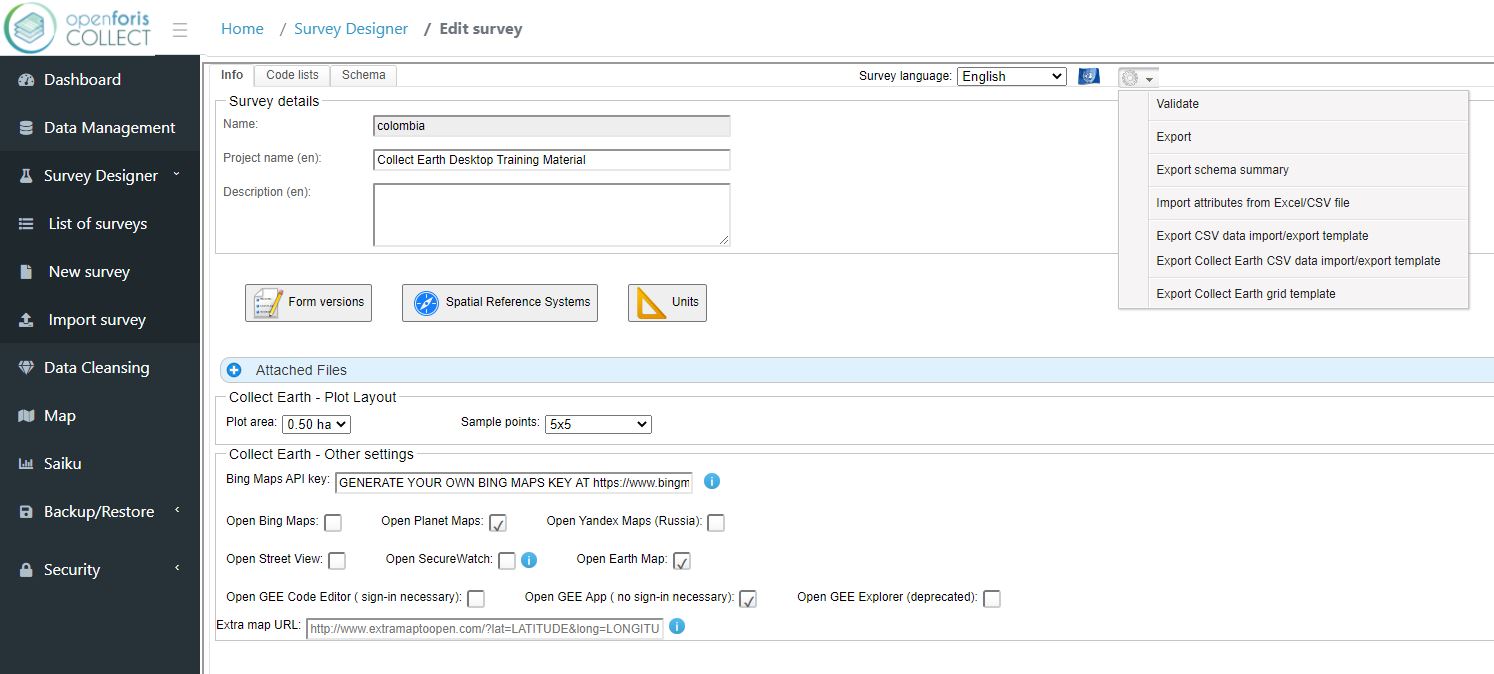 openforis
COLLECT
Home / Survey Designer / Edit survey
Dashboard
Data Management
Survey Designer
List of surveys
New survey
Import survey
Data Cleansing
Map
Saiku
Backup/Restore
Security
Info Code lists Schema
Survey language: English
Validate
Export
Export schema summary
Import attributes from Excel/CSV file
Export CSV data import/export template
Export Collect Earth CSV data import/export template
Export Collect Earth grid template
Survey details
Name: colombia
Project name (en): Collect Earth Desktop Training Material
Description (en):
Form versions Spatial Reference Systems Units
Attached Files
Collect Earth - Plot Layout
Plot area: 0.50 ha Sample points: 5x5
Collect Earth - Other settings
Bing Maps API key: GENERATE YOUR OWN BING MAPS KEY AT https://www.bingm
Open Bing Maps: Open Planet Maps: Open Yandex Maps (Russia):
Open Street View: Open SecureWatch: Open Earth Map:
Open GEE Code Editor ( sign-in necessary): Open GEE App ( no sign-in necessary): Open GEE Explorer (deprecated):
Extra map URL: http://www.extramaptoopen.com/?lat=LATITUDE&long=LONGITU